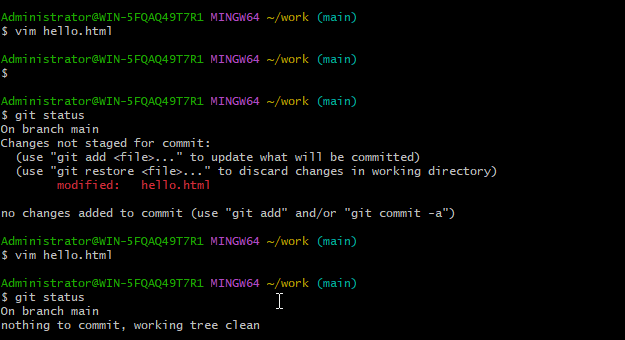 Administrator@WIN-5FQAQ49T7R1 MINGW64 ~/work (main)
$ vim hello.html
Administrator@WIN-5FQAQ49T7R1 MINGW64 ~/work (main)
$
Administrator@WIN-5FQAQ49T7R1 MINGW64 ~/work (main)
$ git status
On branch main
Changes not staged for commit:
  (use "git add <file>..." to update what will be committed)
  (use "git restore <file>..." to discard changes in working directory)
        modified:   hello.html
no changes added to commit (use "git add" and/or "git commit -a")
Administrator@WIN-5FQAQ49T7R1 MINGW64 ~/work (main)
$ vim hello.html
Administrator@WIN-5FQAQ49T7R1 MINGW64 ~/work (main)
$ git status
On branch main
nothing to commit, working tree clean